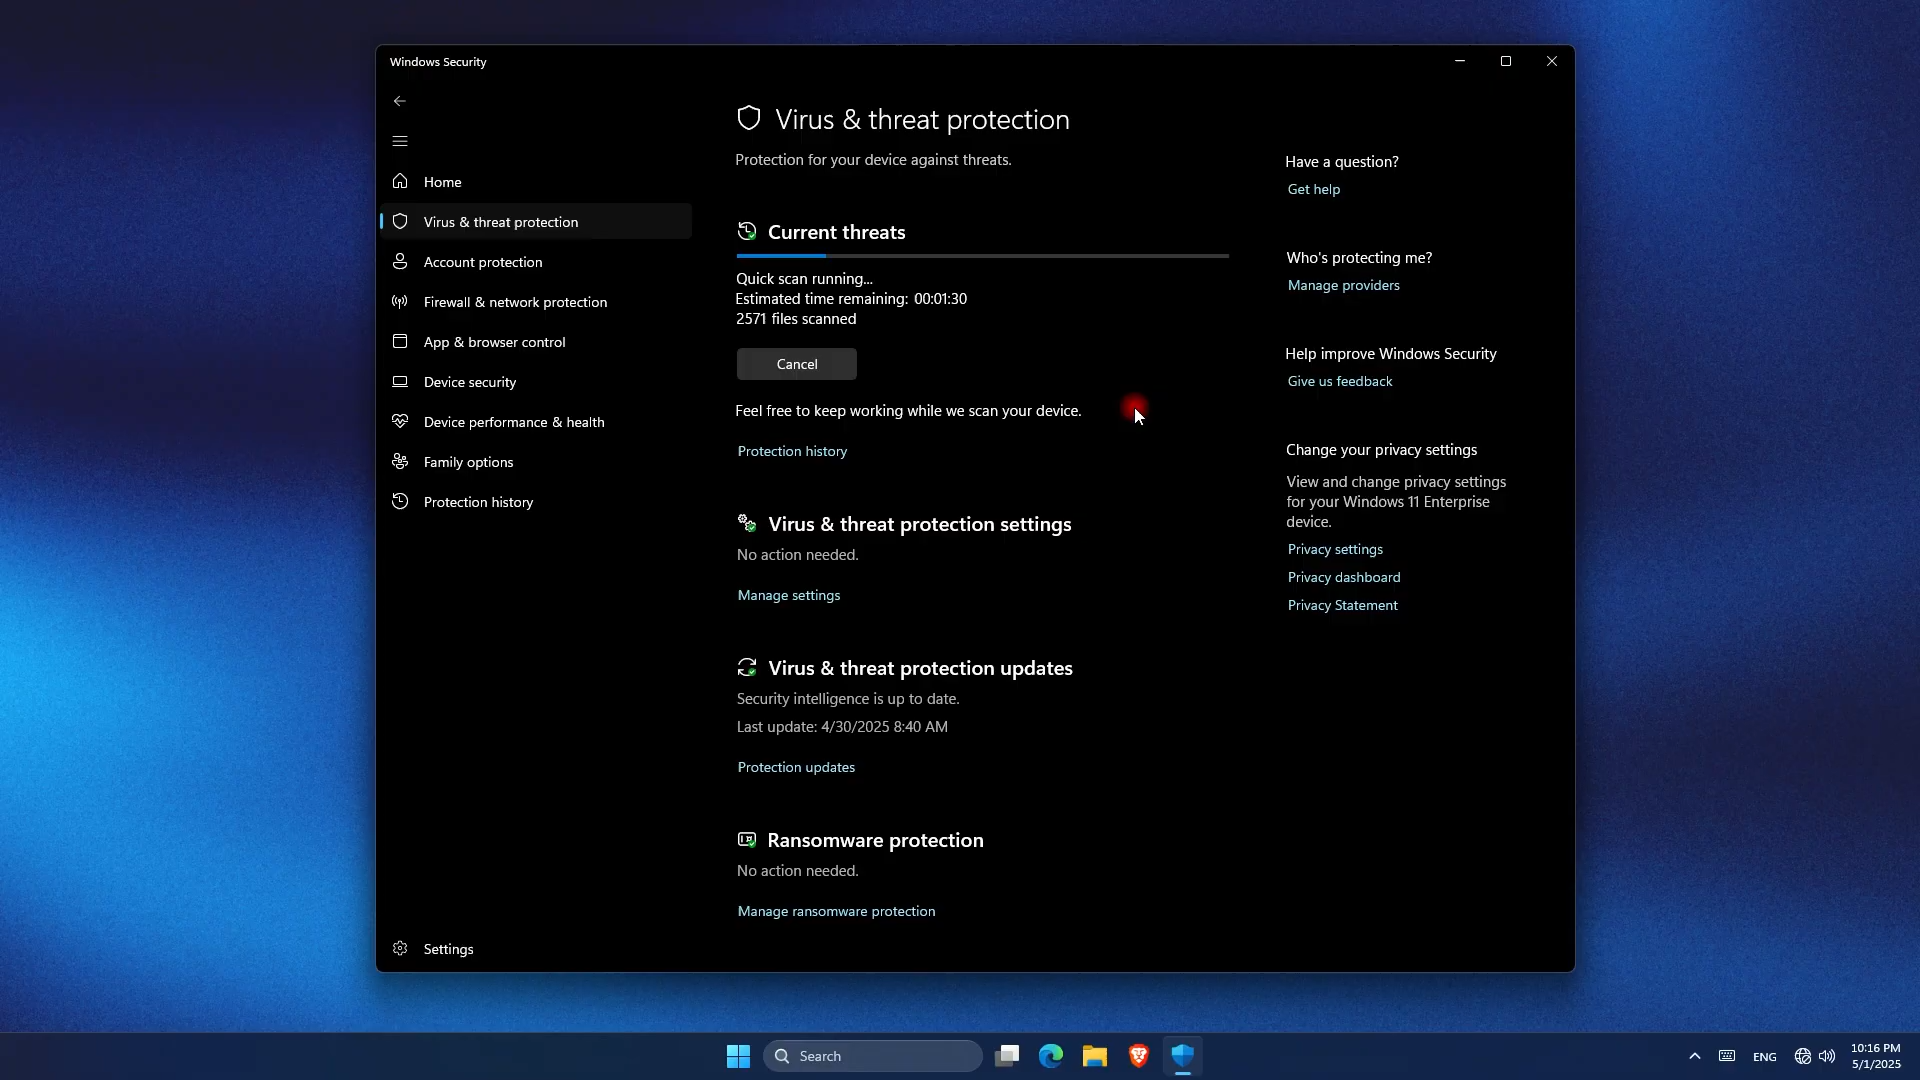 Windows Security
Virus & threat protection
Protection for your device against threats.
Home
Virus & threat protection
Account protection
Firewall & network protection
App & browser control
Device security
Device performance & health
Family options
Protection history
Settings
Current threats
Quick scan running...
Estimated time remaining: 00:01:30
2571 files scanned
Cancel
Feel free to keep working while we scan your device.
Protection history
Virus & threat protection settings
No action needed.
Manage settings
Virus & threat protection updates
Security intelligence is up to date.
Last update: 4/30/2025 8:40 AM
Protection updates
Ransomware protection
No action needed.
Manage ransomware protection
Have a question?
Get help
Who's protecting me?
Manage providers
Help improve Windows Security
Give us feedback
Change your privacy settings
View and change privacy settings
for your Windows 11 Enterprise
device.
Privacy settings
Privacy dashboard
Privacy Statement
Search
ENG
10:16 PM
5/1/2025